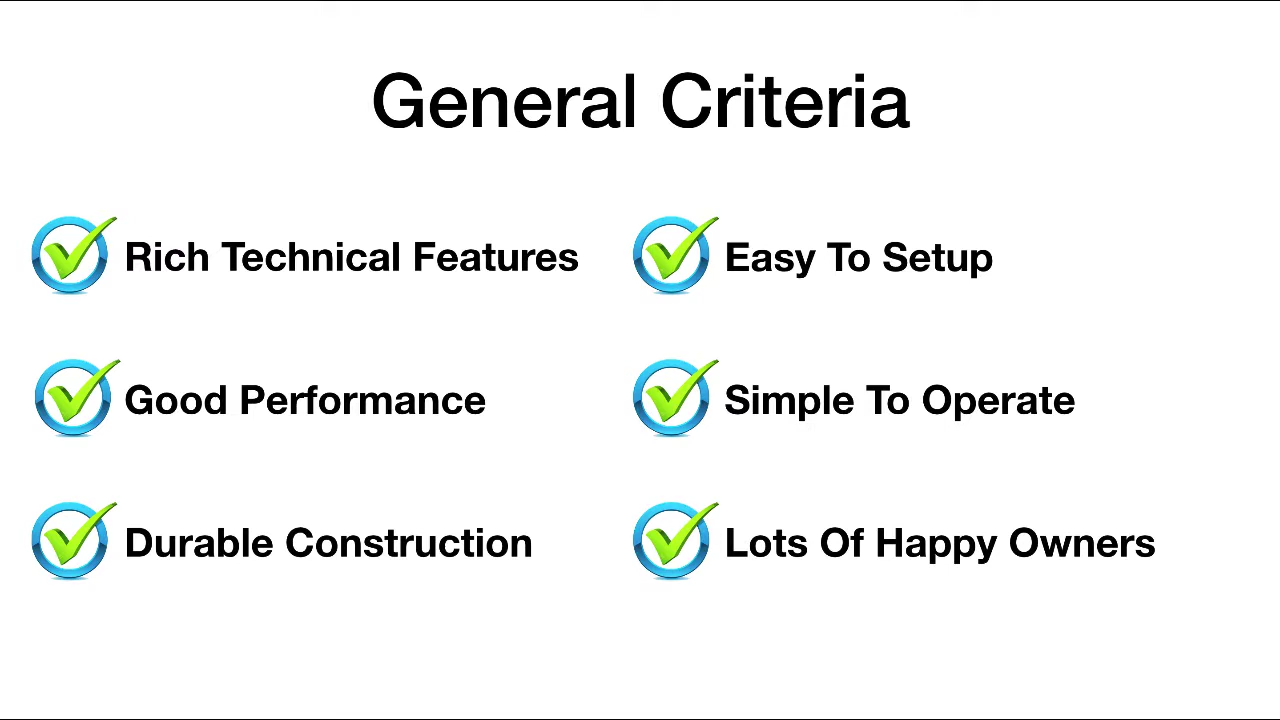 General Criteria
Rich Technical Features
Easy To Setup
Good Performance
Simple To Operate
Durable Construction
Lots Of Happy Owners